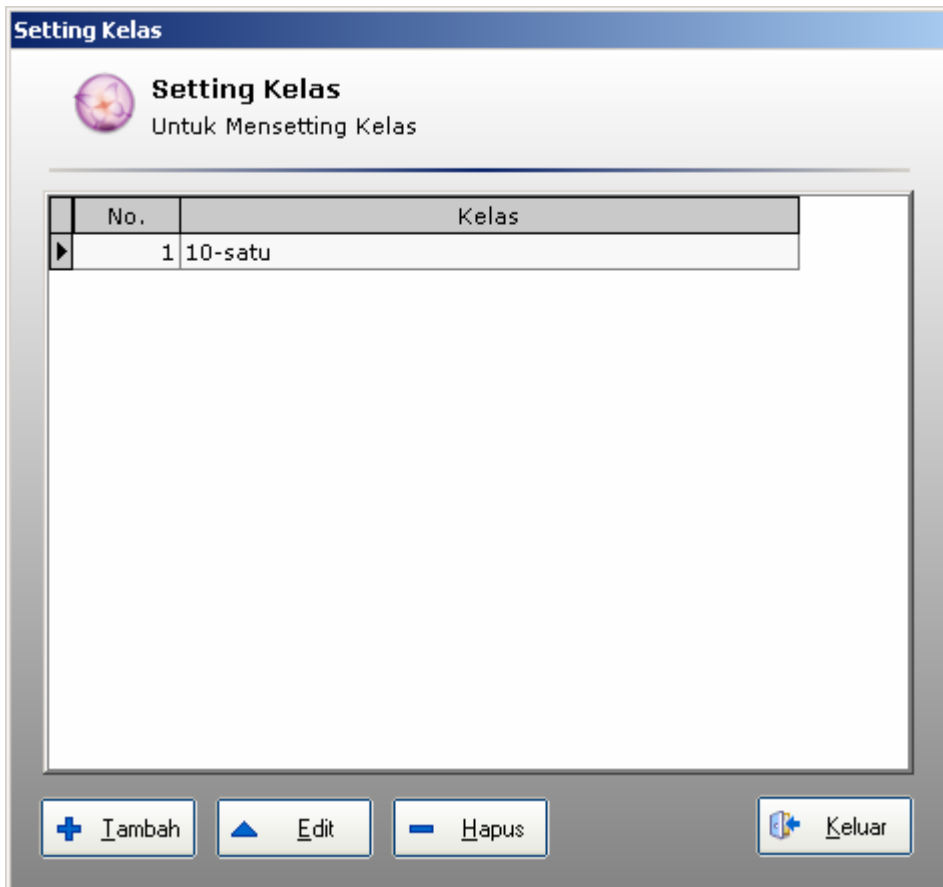 Setting Kelas
Setting Kelas
Untuk Mensetting Kelas
No. Kelas
1 10-satu
Tambah Edit Hapus Keluar